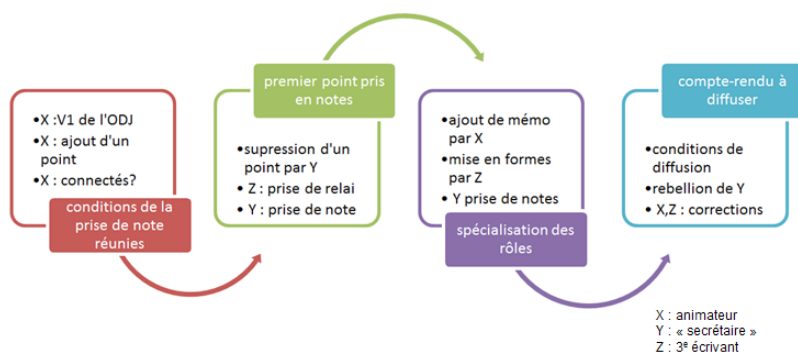 •X :V1 de l'ODJ
•X : ajout d'un
point
•X : connectés?
conditions de la
prise de note
réunies
premier point pris
en notes
•supression d'un
point par Y
• Z : prise de relai
• Y : prise de note
•ajout de mémo
par X
•mise en formes
par Z
• Y prise de notes
spécialisation des
rôles
compte-rendu à
diffuser
•conditions de
diffusion
•rebellion de Y
• X,Z : corrections
X : animateur
Y : « secrétaire »
Z : 3e écrivant